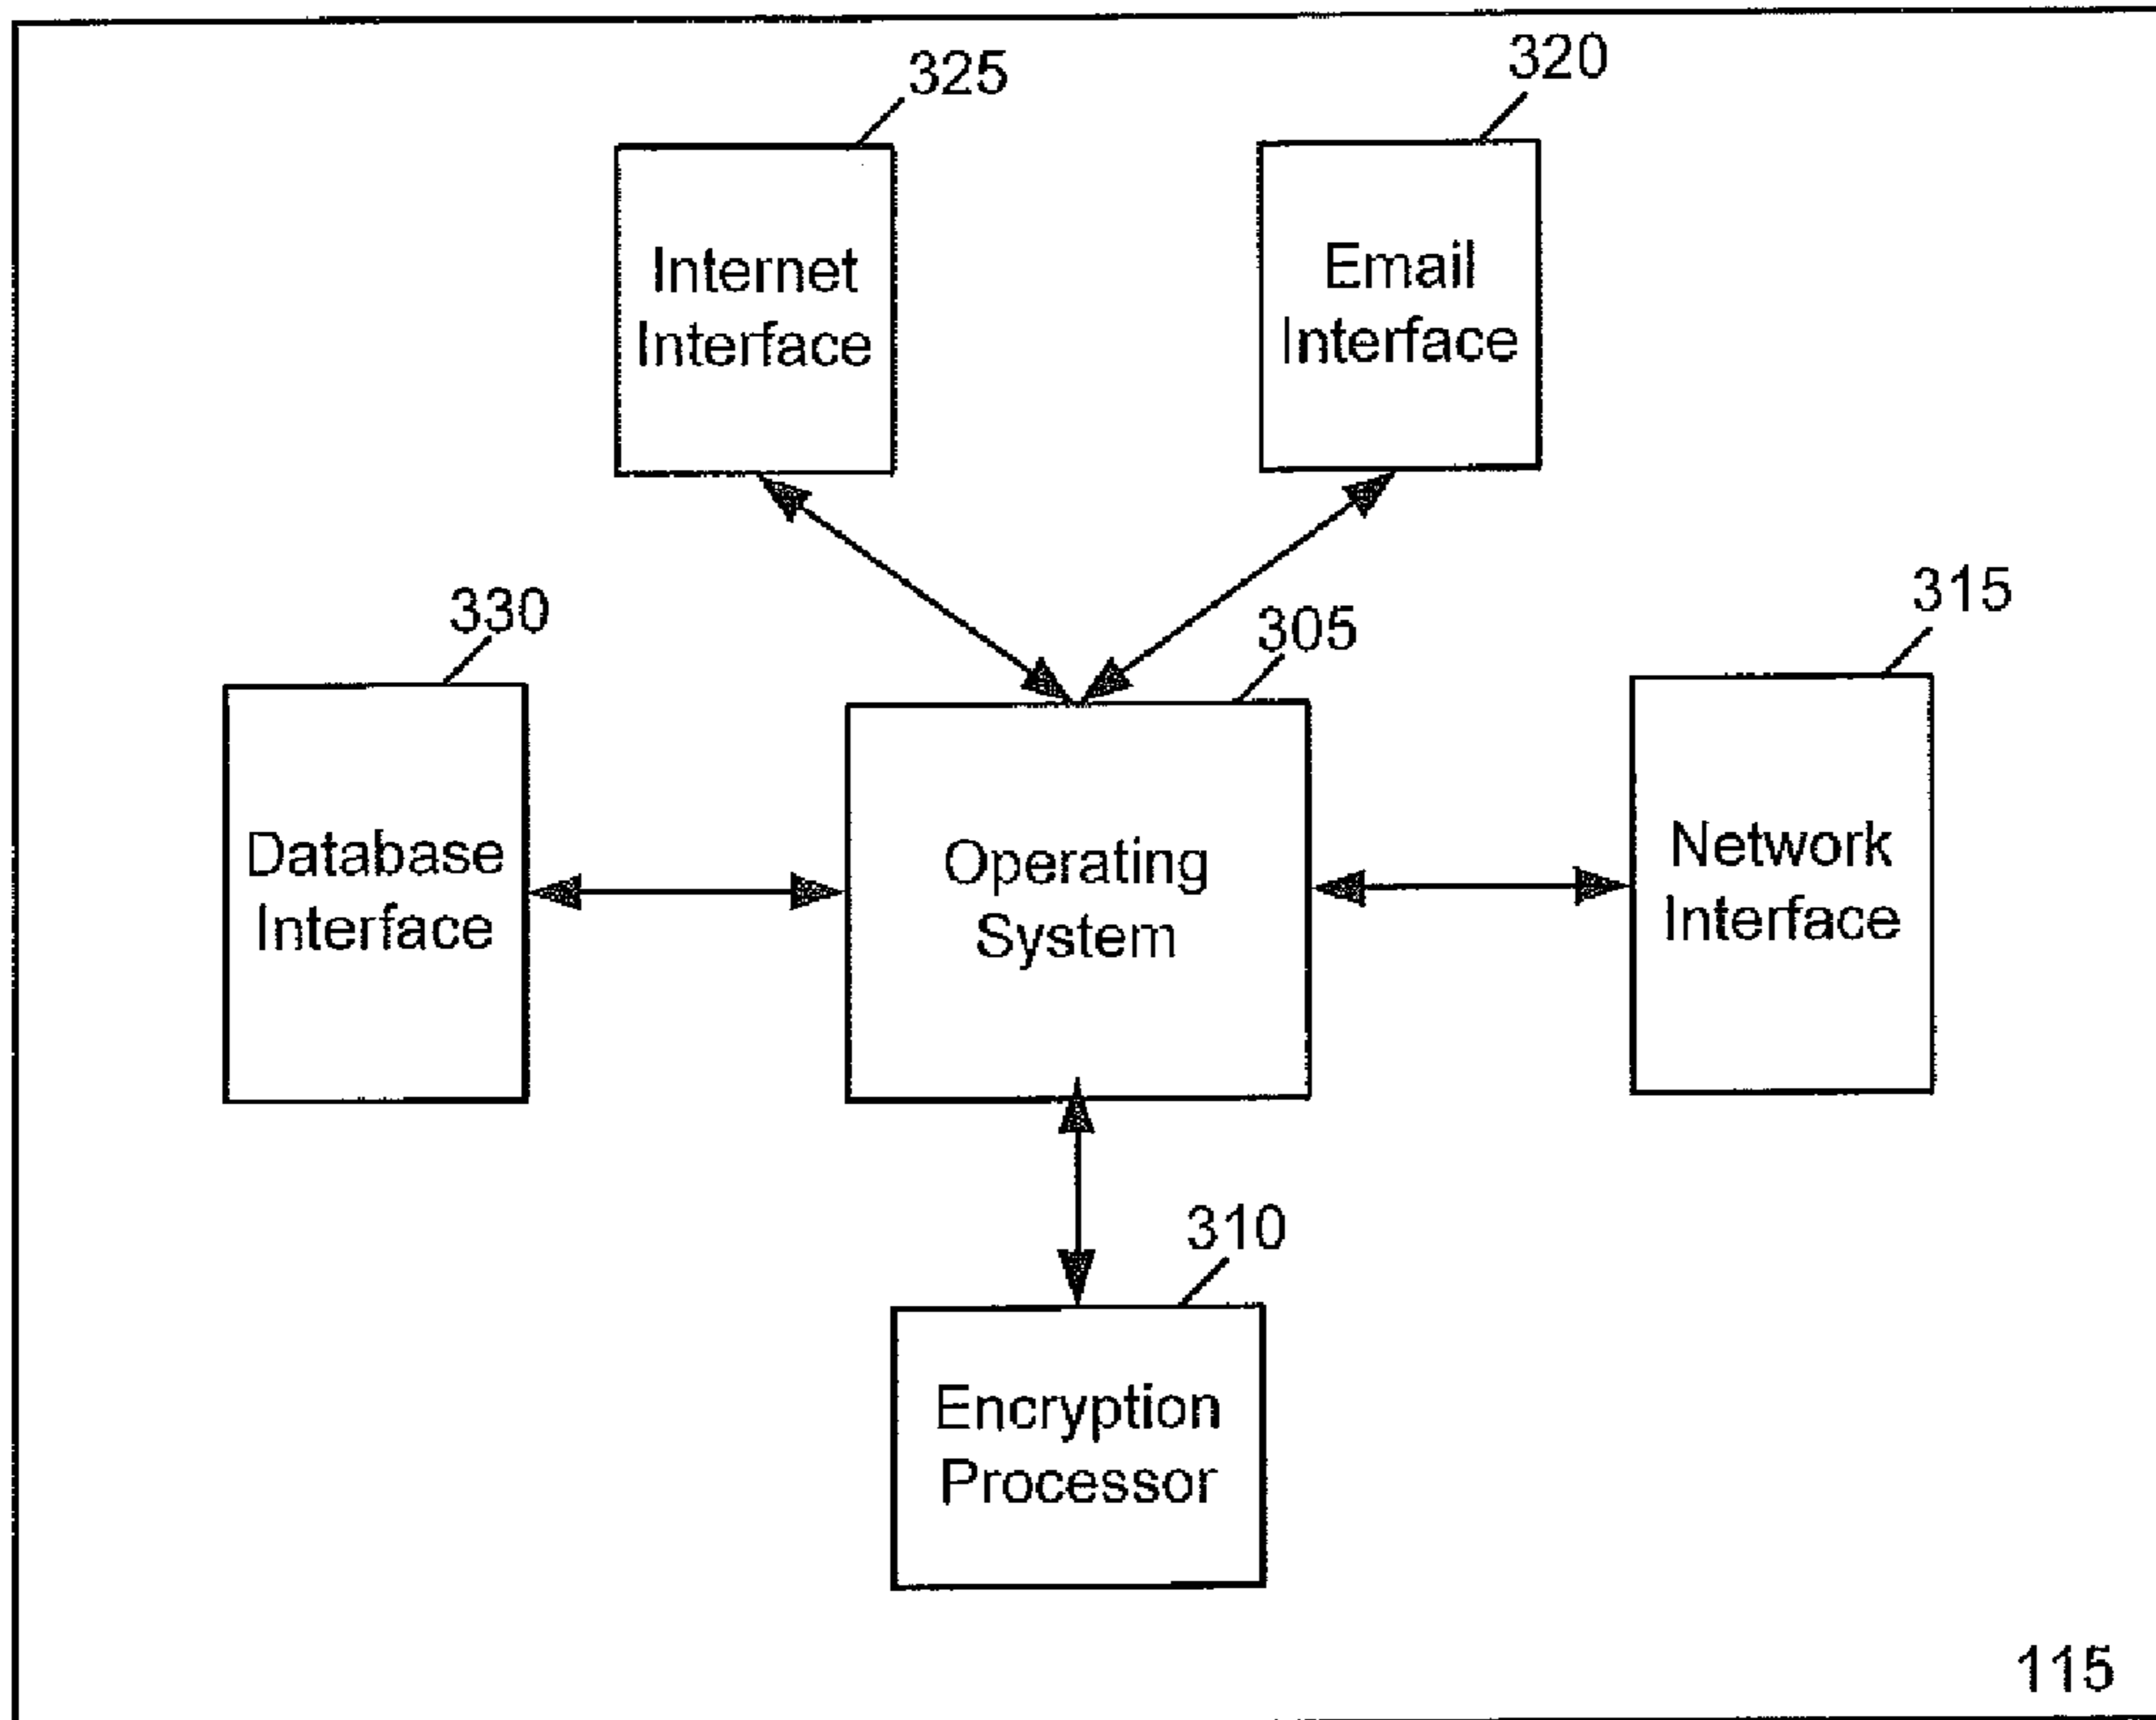 325
320
Internet
Interface
Email
Interface
330
305
315
Database
Interface
Operating
System
Network
Interface
310
Encryption
Processor
115